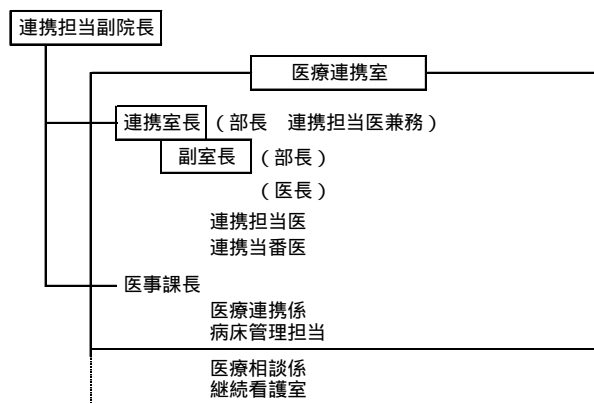 連携担当副院長
医療連携室
連携室長（部長　連携担当医兼務）
副室長（部長）
（医長）
連携担当医
連携当番医
医事課長
医療連携係
病床管理担当
医療相談係
継続看護室